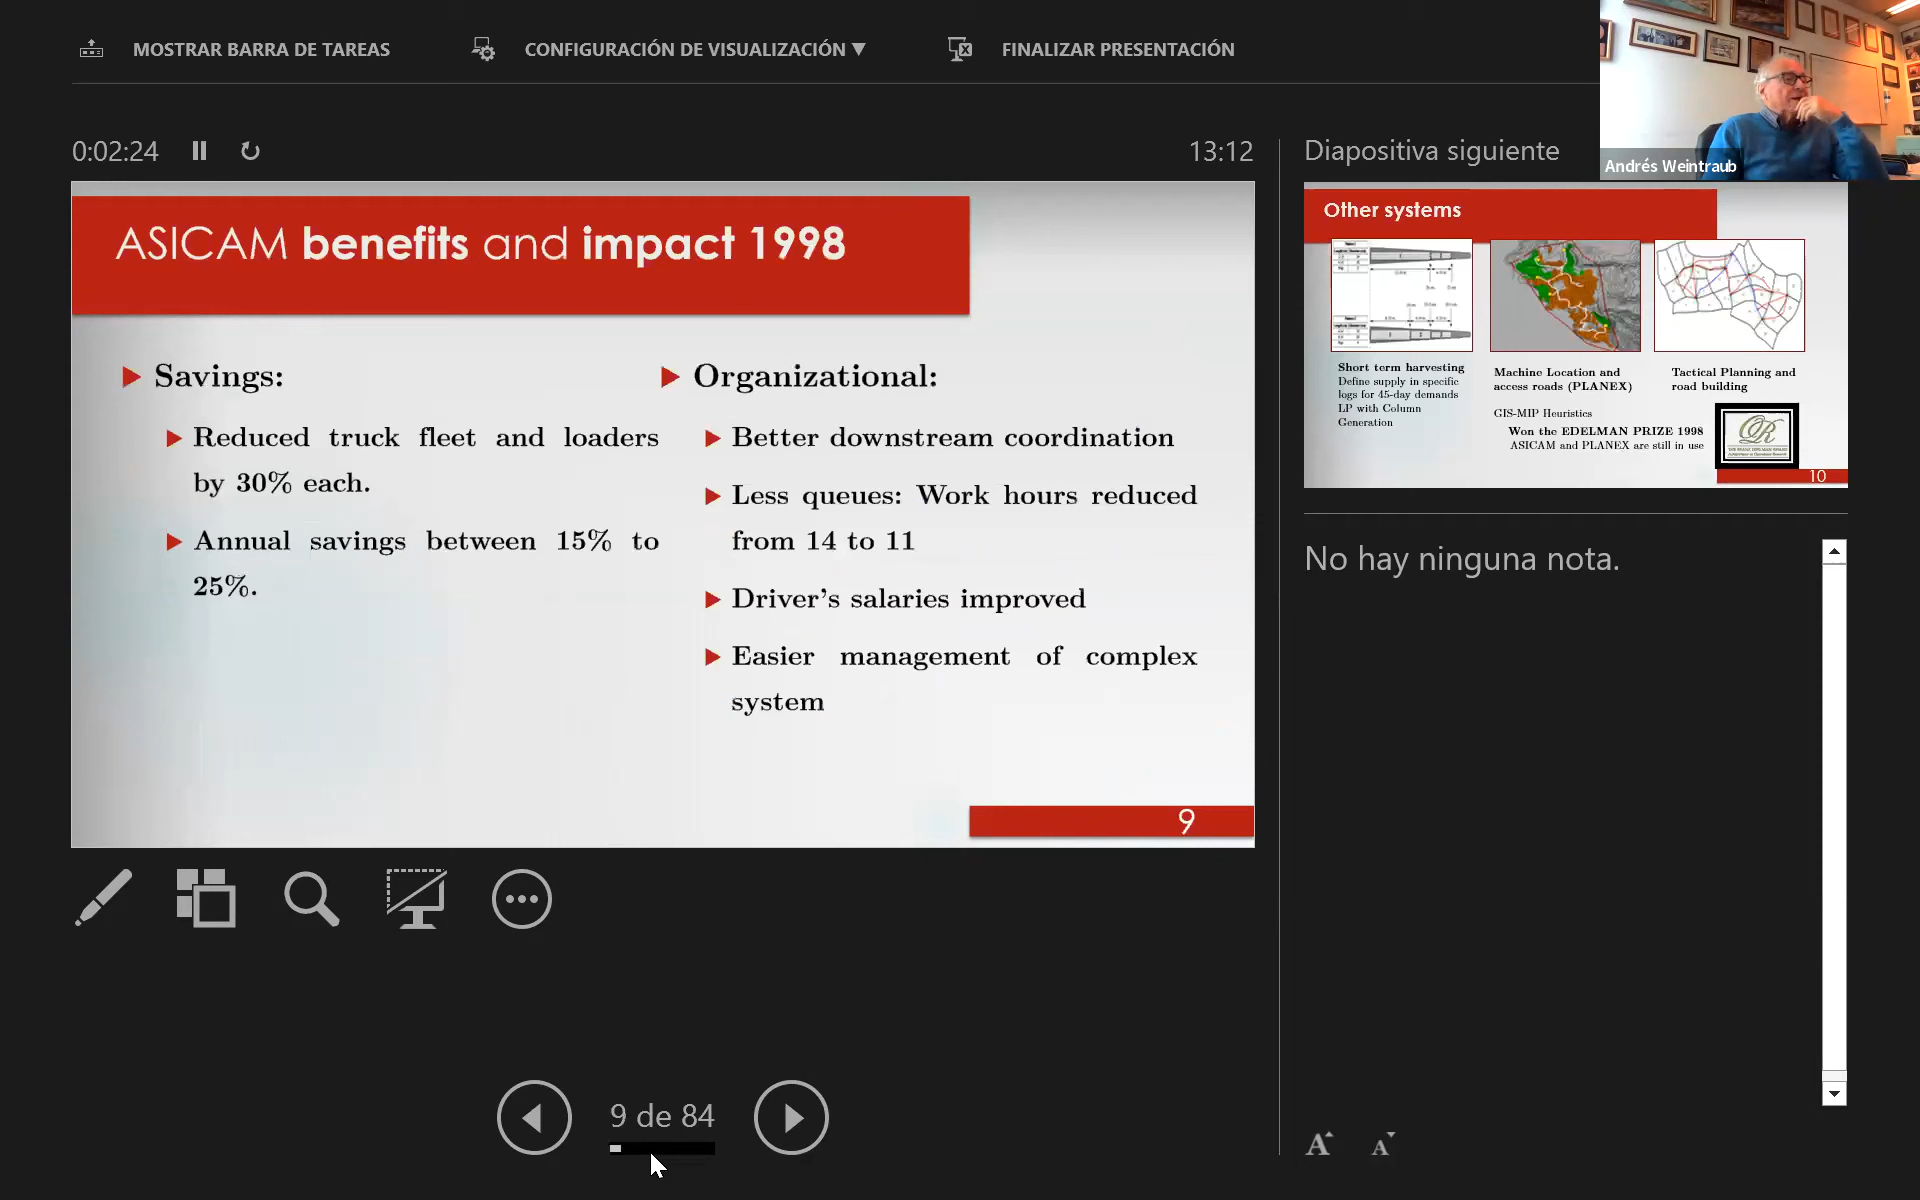 MOSTRAR BARRA DE TAREAS
CONFIGURACIÓN DE VISUALIZACIÓN ▼
FINALIZAR PRESENTACIÓN
Andrés Weintraub
0:02:24
13:12
Diapositiva siguiente
ASICAM benefits and impact 1998
Savings:
Reduced truck fleet and loaders
by 30% each.
Annual savings between 15% to
25%.
Organizational:
Better downstream coordination
Less queues: Work hours reduced
from 14 to 11
Driver's salaries improved
Easier management of complex
system
9
Other systems
Short term harvesting
Define supply in specific
logs for 45-day demands
LP with Column
Generation
Machine Location and
access roads (PLANEX)
GIS-MIP Heuristics
Tactical Planning and
road building
Won the EDELMAN PRIZE 1998
ASICAM and PLANEX are still in use
10
No hay ninguna nota.
9 de 84
A A